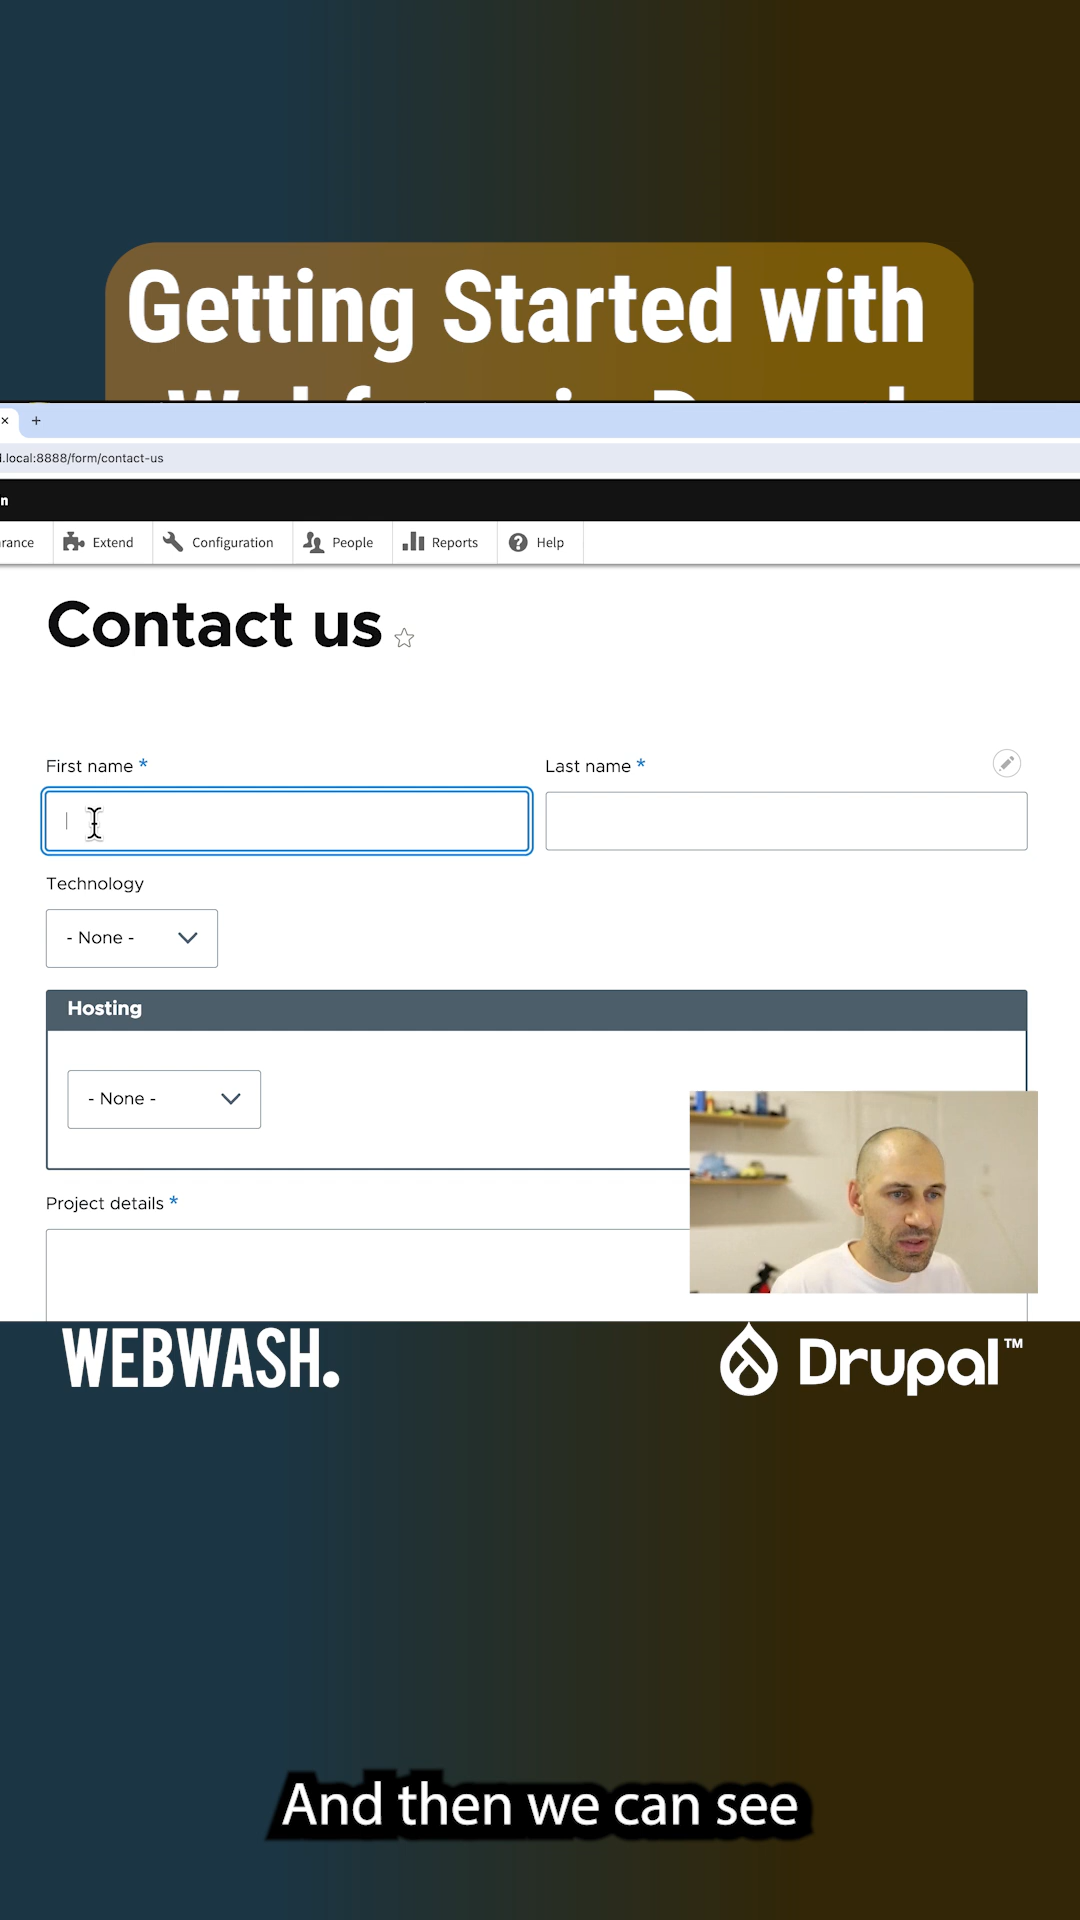 Getting Started with
.local:8888/form/contact-us
Extend
Configuration
People
Reports
Help
Contact us
First name *
Last name *
Technology
- None -
Hosting
- None -
Project details *
WEBWASH.
Drupal™
And then we can see